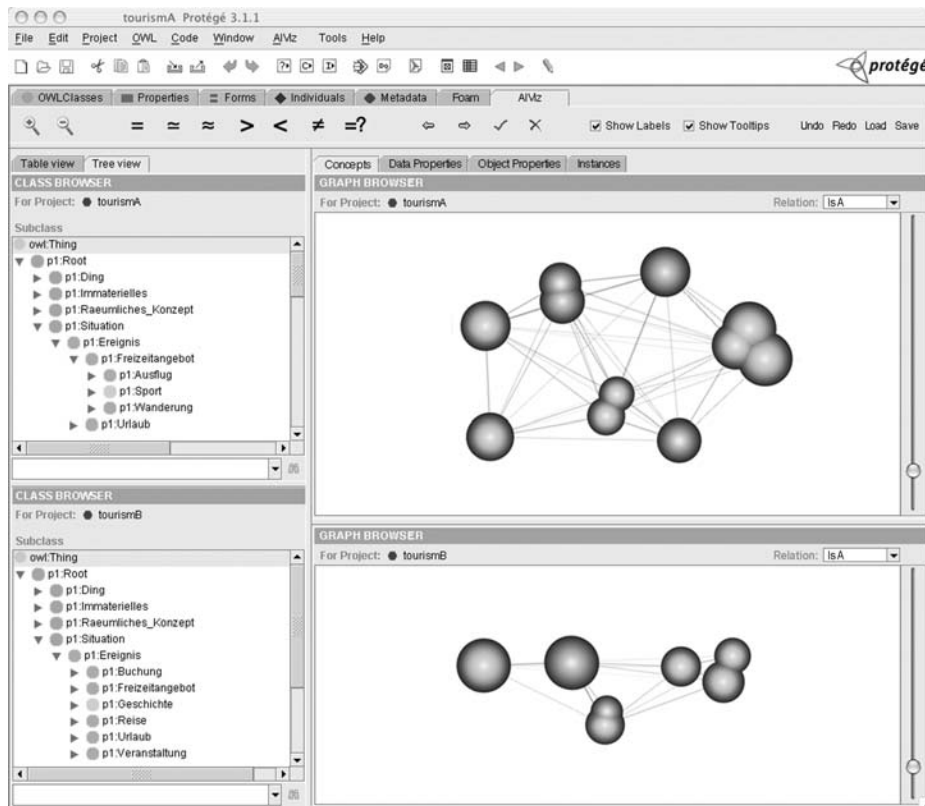 tourismA Protégé 3.1.1
File Edit Project OWL Code Window AlViz Tools Help
protégé
OWLClasses Properties Forms Individuals Metadata Foam AlViz
= ≃ ≈ > < ≠ =? Show Labels Show Tooltips Undo Redo Load Save
Table view Tree view
CLASS BROWSER
For Project: tourismA
Subclass
owl:Thing
p1:Root
p1:Ding
p1:Immaterielles
p1:Raeumliches_Konzept
p1:Situation
p1:Ereignis
p1:Freizeitangebot
p1:Ausflug
p1:Sport
p1:Wanderung
p1:Urlaub
CLASS BROWSER
For Project: tourismB
Subclass
owl:Thing
p1:Root
p1:Ding
p1:Immaterielles
p1:Raeumliches_Konzept
p1:Situation
p1:Ereignis
p1:Buchung
p1:Freizeitangebot
p1:Geschichte
p1:Reise
p1:Urlaub
p1:Veranstaltung
Concepts Data Properties Object Properties Instances
GRAPH BROWSER
For Project: tourismA Relation: IsA
GRAPH BROWSER
For Project: tourismB Relation: IsA